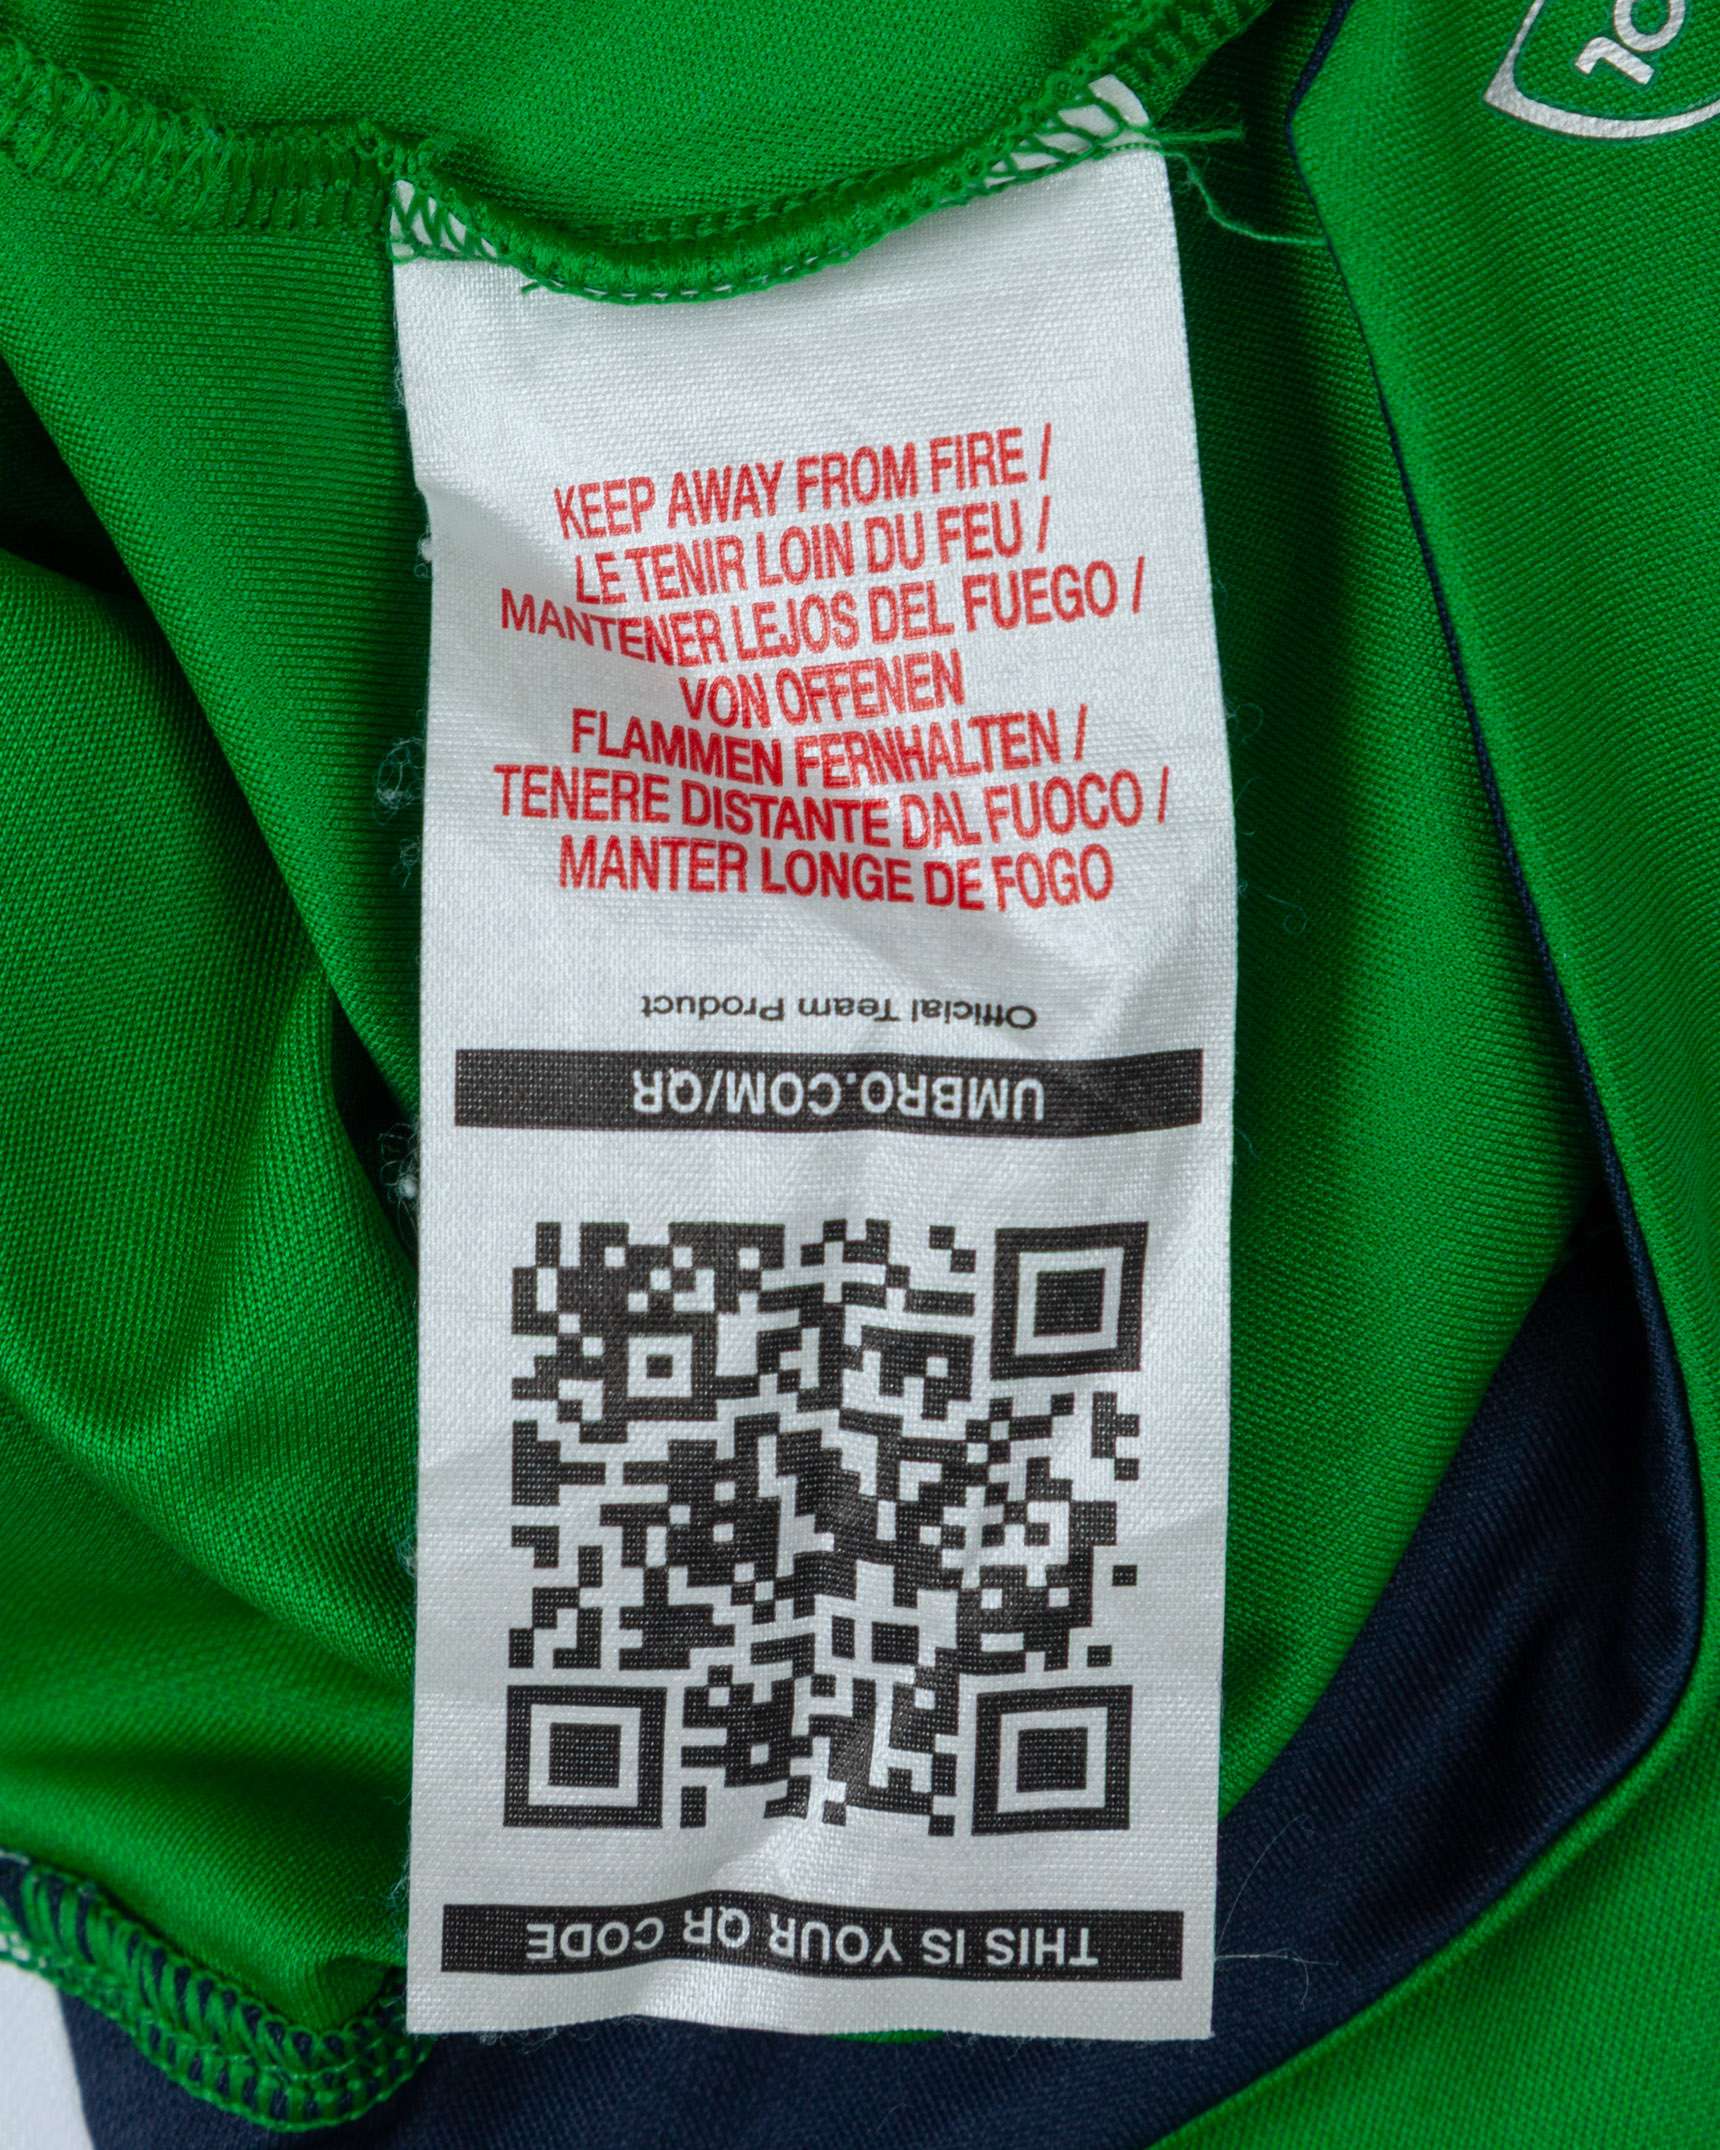 10
KEEP AWAY FROM FIRE /
LE TENIR LOIN DU FEU /
MANTENER LEJOS DEL FUEGO /
VON OFFENEN
FLAMMEN FERNHALTEN /
TENERE DISTANTE DAL FUOCO /
MANTER LONGE DE FOGO
Official Team Product
UMBRO.COM/QR
THIS IS YOUR QR CODE